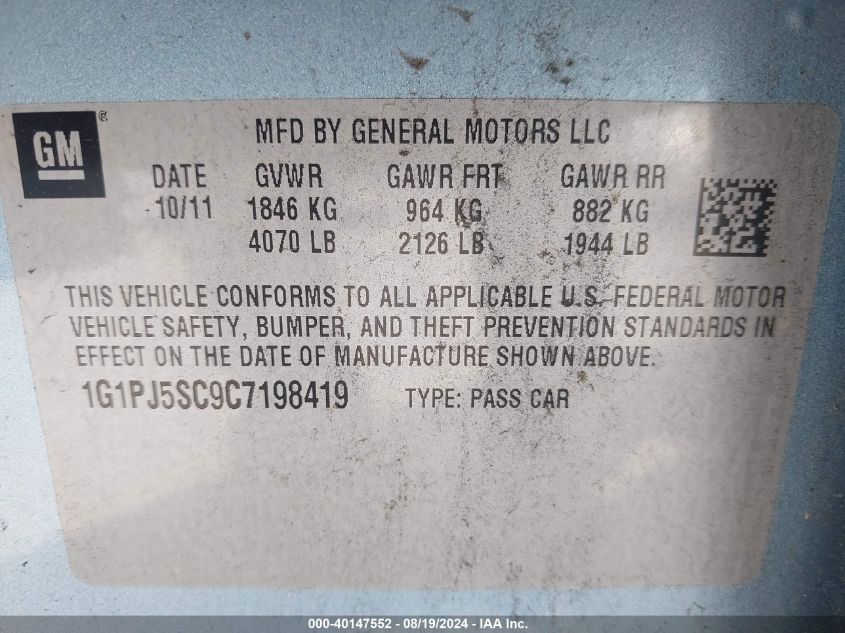 GM ®
MFD BY GENERAL MOTORS LLC
DATE GVWR GAWR FRT GAWR RR
10/11 1846 KG 964 KG 882 KG
4070 LB 2126 LB 1944 LB
THIS VEHICLE CONFORMS TO ALL APPLICABLE U.S. FEDERAL MOTOR
VEHICLE SAFETY, BUMPER, AND THEFT PREVENTION STANDARDS IN
EFFECT ON THE DATE OF MANUFACTURE SHOWN ABOVE.
1G1PJ5SC9C7198419 TYPE: PASS CAR
000-40147552 - 08/19/2024 - IAA Inc.